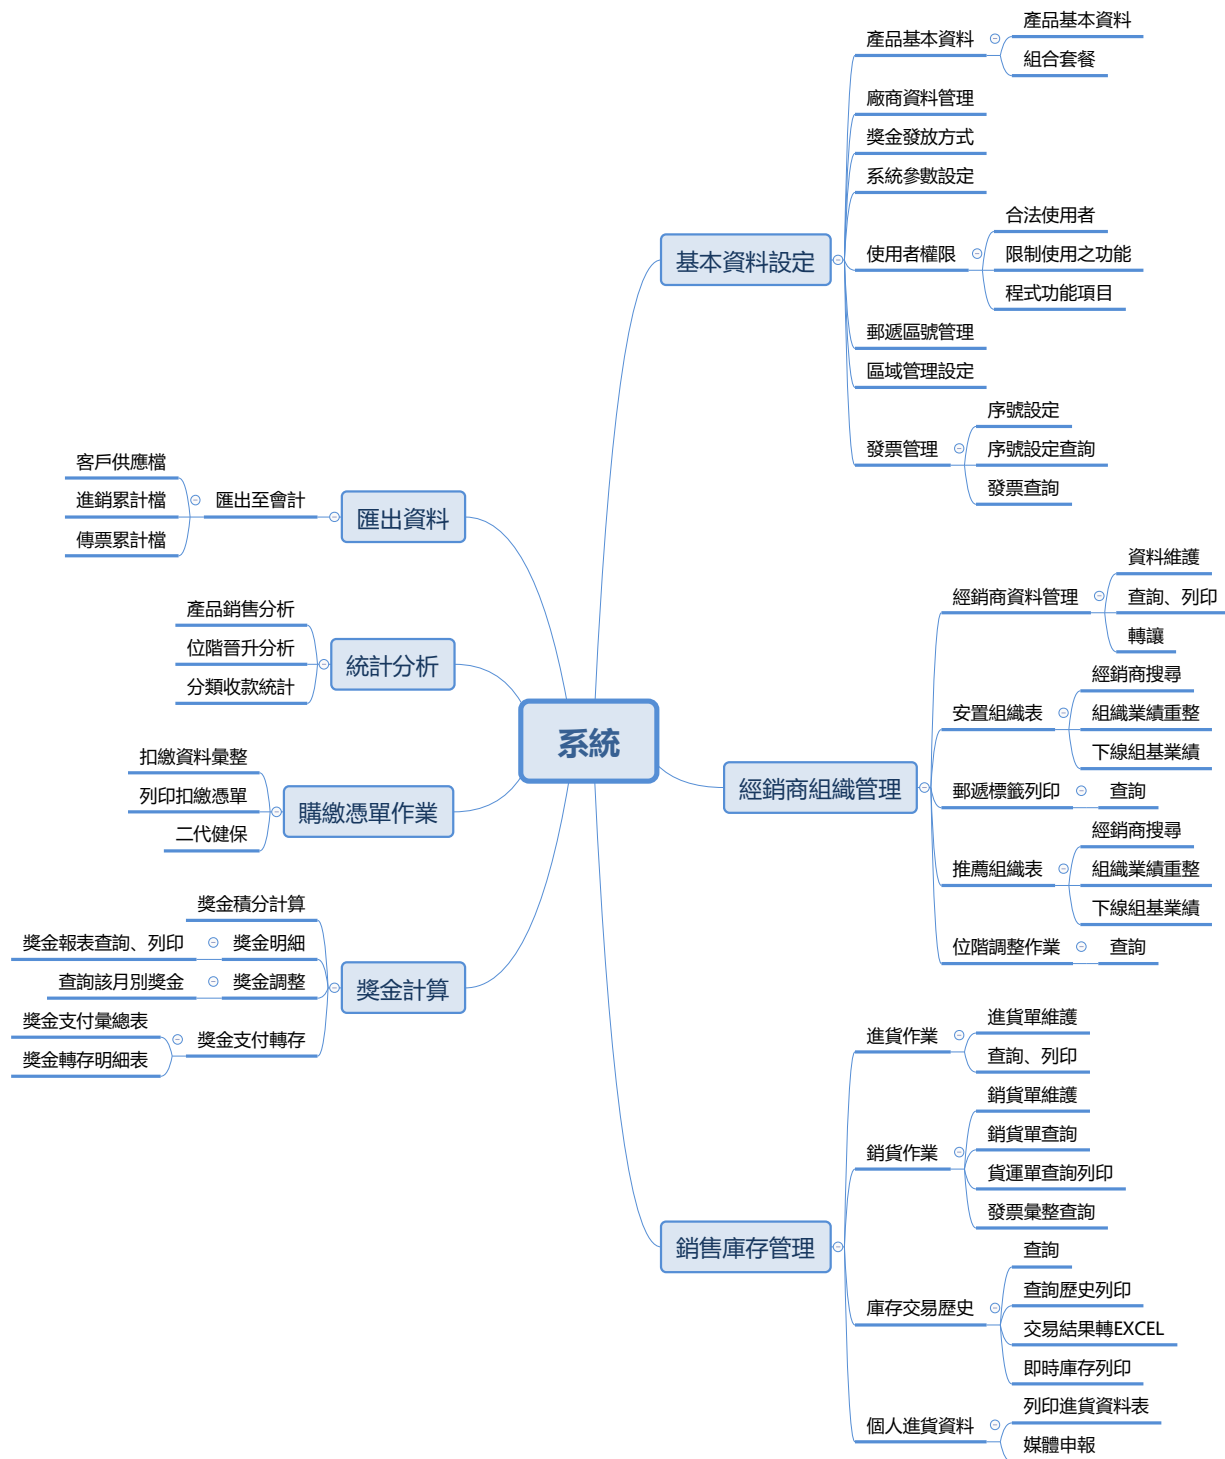 系統
基本資料設定
產品基本資料
產品基本資料
組合套餐
廠商資料管理
獎金發放方式
系統參數設定
使用者權限
合法使用者
限制使用之功能
程式功能項目
郵遞區號管理
區域管理設定
發票管理
序號設定
序號設定查詢
發票查詢
經銷商組織管理
經銷商資料管理
資料維護
查詢、列印
轉讓
安置組織表
經銷商搜尋
組織業績重整
下線組基業績
郵遞標籤列印
查詢
推薦組織表
經銷商搜尋
組織業績重整
下線組基業績
位階調整作業
查詢
銷售庫存管理
進貨作業
進貨單維護
查詢、列印
銷貨作業
銷貨單維護
銷貨單查詢
貨運單查詢列印
發票彙整查詢
庫存交易歷史
查詢
查詢歷史列印
交易結果轉EXCEL
即時庫存列印
個人進貨資料
列印進貨資料表
媒體申報
匯出資料
匯出至會計
客戶供應檔
進銷累計檔
傳票累計檔
統計分析
產品銷售分析
位階晉升分析
分類收款統計
購繳憑單作業
扣繳資料彙整
列印扣繳憑單
二代健保
獎金計算
獎金積分計算
獎金明細
獎金報表查詢、列印
獎金調整
查詢該月別獎金
獎金支付轉存
獎金支付彙總表
獎金轉存明細表